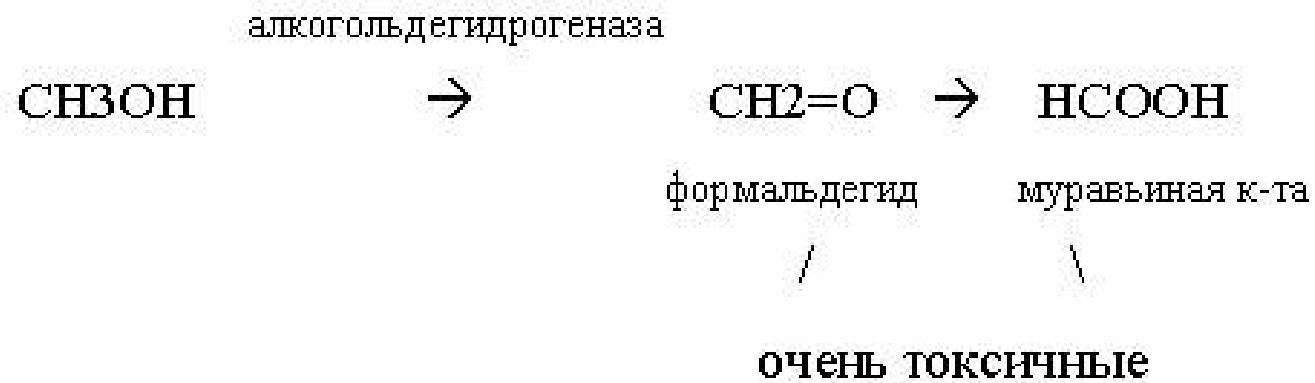 алкогольдегидрогеназа
CH3OH → CH2=O → HCOOH
формальдегид муравьиная к-та
/ \
очень токсичные